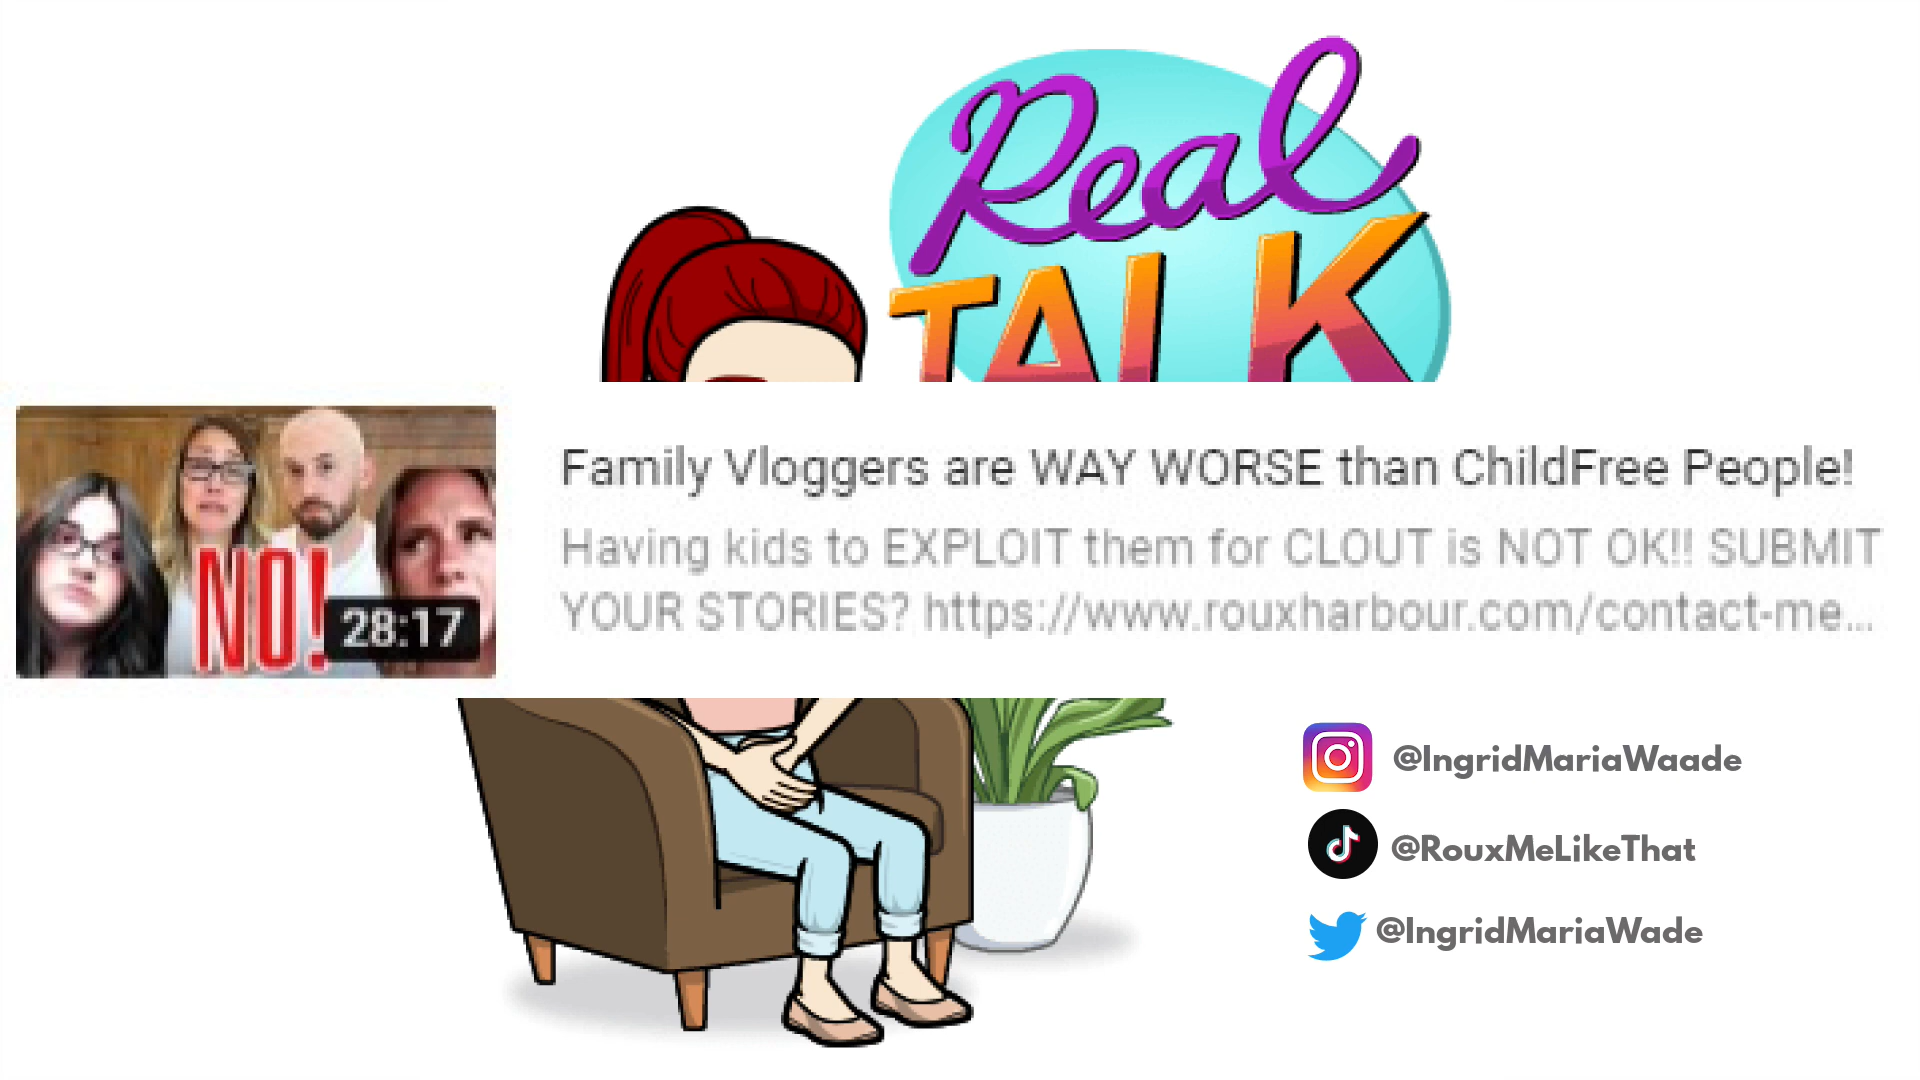 Real
TALK
Family Vloggers are WAY WORSE than ChildFree People!
Having kids to EXPLOIT them for CLOUT is NOT OK!! SUBMIT
YOUR STORIES? https://www.rouxharbour.com/contact-me...
NO!
28:17
@IngridMariaWaade
@RouxMeLikeThat
@IngridMariaWade